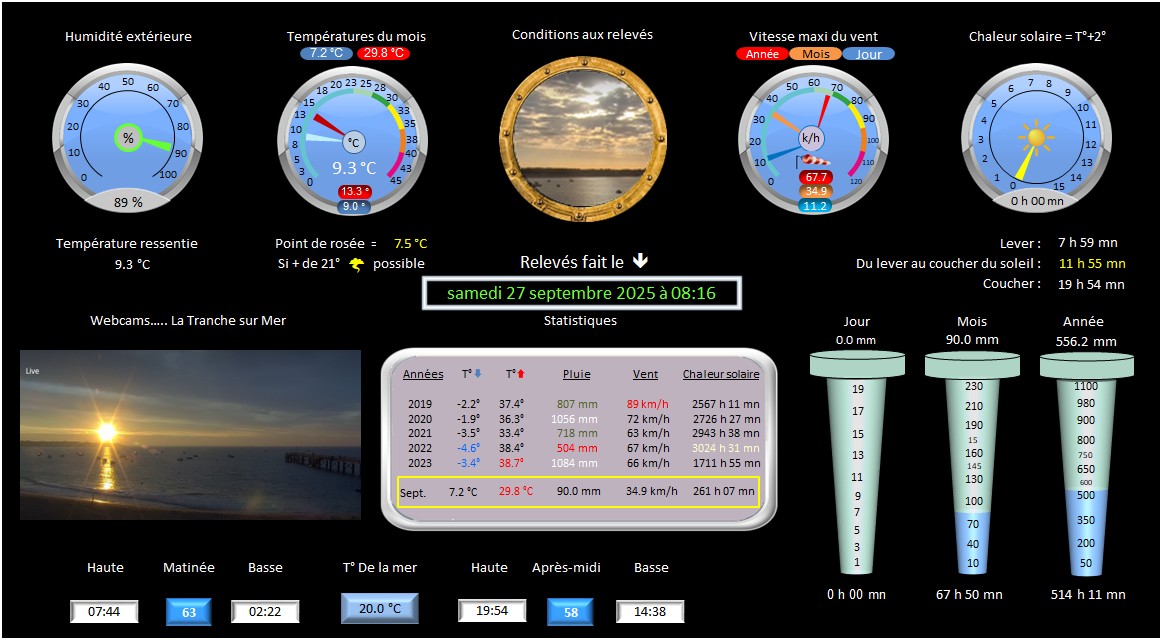 Humidité extérieure
Températures du mois
7.2 °C 29.8 °C
Conditions aux relevés
Vitesse maxi du vent
Année Mois Jour
Chaleur solaire = T°+2°
0 10 20 30 40 50 60 70 80 90 100
%
89 %
0 3 5 8 10 13 15 18 20 23 25 28 30 33 35 38 40 43 45
°C
9.3 °C
13.3 °
9.0 °
0 10 20 30 40 50 60 70 80 90 100 110 120
k/h
67.7
34.9
11.2
0 1 2 3 4 5 6 7 8 9 10 11 12 13 14 15
0 h 00 mn
Température ressentie
9.3 °C
Point de rosée = 7.5 °C
Si + de 21° possible
Relevés fait le
samedi 27 septembre 2025 à 08:16
Lever : 7 h 59 mn
Du lever au coucher du soleil : 11 h 55 mn
Coucher : 19 h 54 mn
Webcams..... La Tranche sur Mer
Live
Statistiques
Années T° T° Pluie Vent Chaleur solaire
2019 -2.2° 37.4° 807 mm 89 km/h 2567 h 11 mn
2020 -1.9° 36.3° 1056 mm 72 km/h 2726 h 27 mn
2021 -3.5° 33.4° 718 mm 63 km/h 2943 h 38 mn
2022 -4.6° 38.4° 504 mm 67 km/h 3024 h 31 mn
2023 -3.4° 38.7° 1084 mm 66 km/h 1711 h 55 mn
Sept. 7.2 °C 29.8 °C 90.0 mm 34.9 km/h 261 h 07 mn
Jour
0.0 mm
19
17
15
13
11
9
7
5
3
1
0 h 00 mn
Mois
90.0 mm
230
210
190
15
160
145
130
100
70
40
10
67 h 50 mn
Année
556.2 mm
1100
980
900
800
750
650
600
500
350
200
50
514 h 11 mn
Haute Matinée Basse
07:44 63 02:22
T° De la mer
20.0 °C
Haute Après-midi Basse
19:54 58 14:38